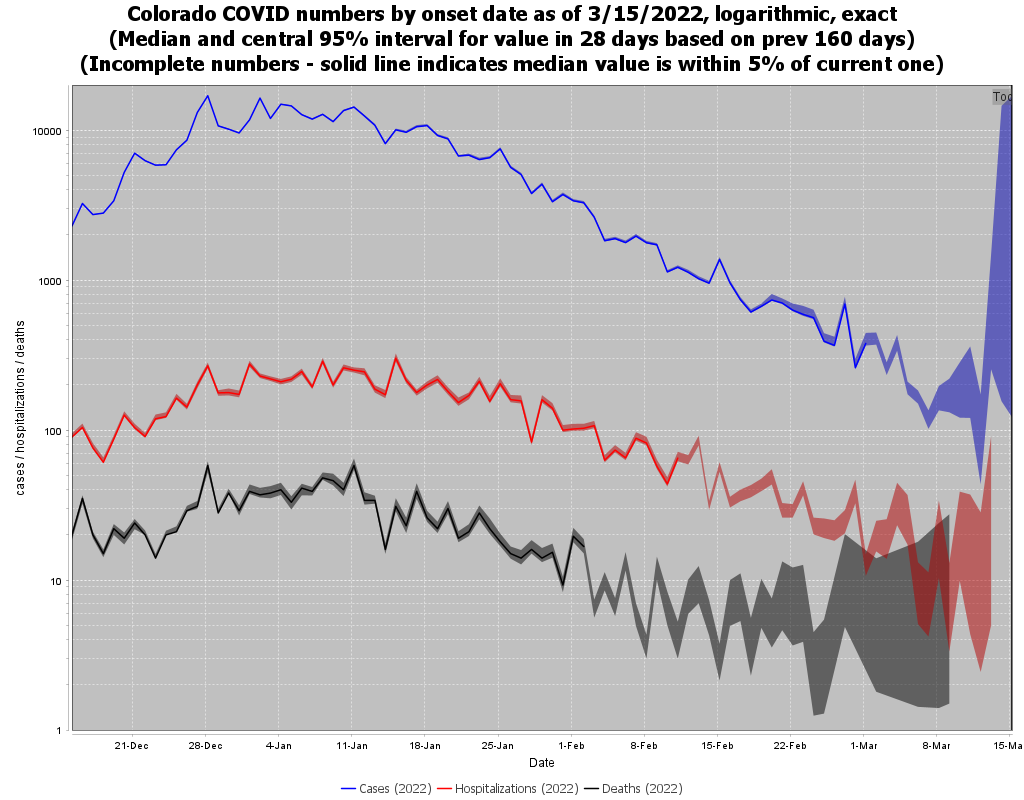 Colorado COVID numbers by onset date as of 3/15/2022, logarithmic, exact
(Median and central 95% interval for value in 28 days based on prev 160 days)
(Incomplete numbers - solid line indicates median value is within 5% of current one)
10000
1000
100
10
1
cases / hospitalizations / deaths
21-Dec 28-Dec 4-Jan 11-Jan 18-Jan 25-Jan 1-Feb 8-Feb 15-Feb 22-Feb 1-Mar 8-Mar 15-Ma
Date
Cases (2022) Hospitalizations (2022) Deaths (2022)